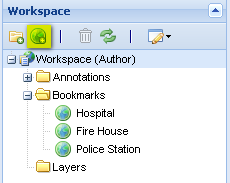 Workspace
Workspace (Author)
Annotations
Bookmarks
Hospital
Fire House
Police Station
Layers